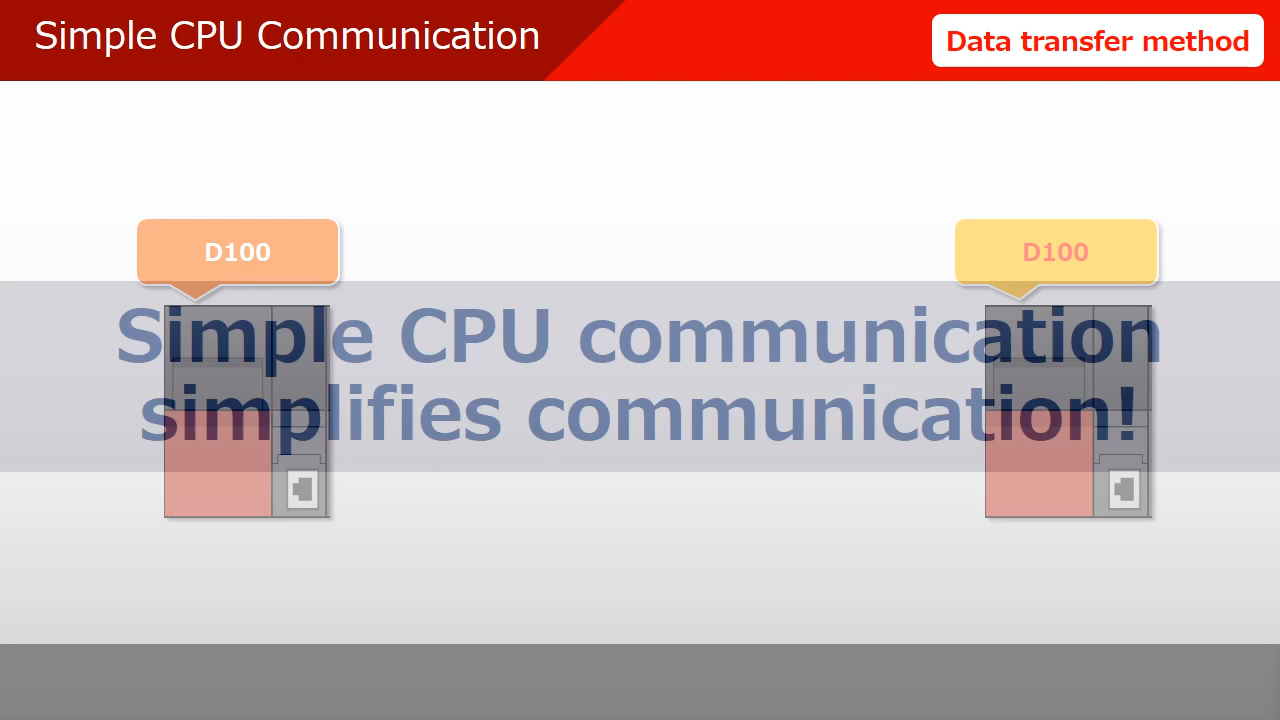 Simple CPU Communication
Data transfer method
D100
D100
Simple CPU communication
simplifies communication!